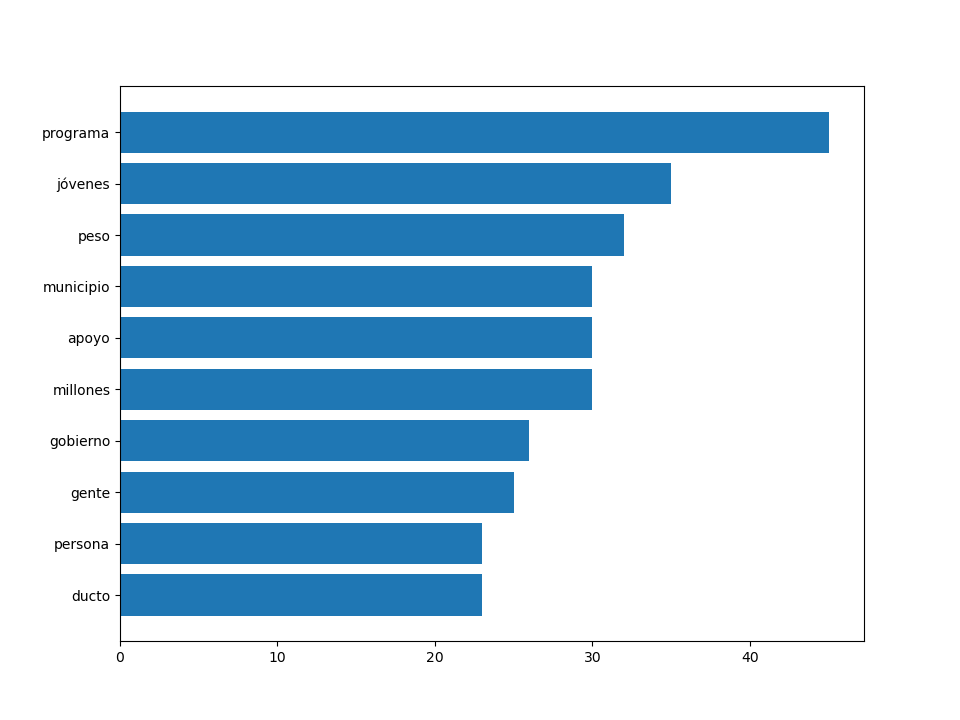 programa
jóvenes
peso
municipio
apoyo
millones
gobierno
gente
persona
ducto
0 10 20 30 40